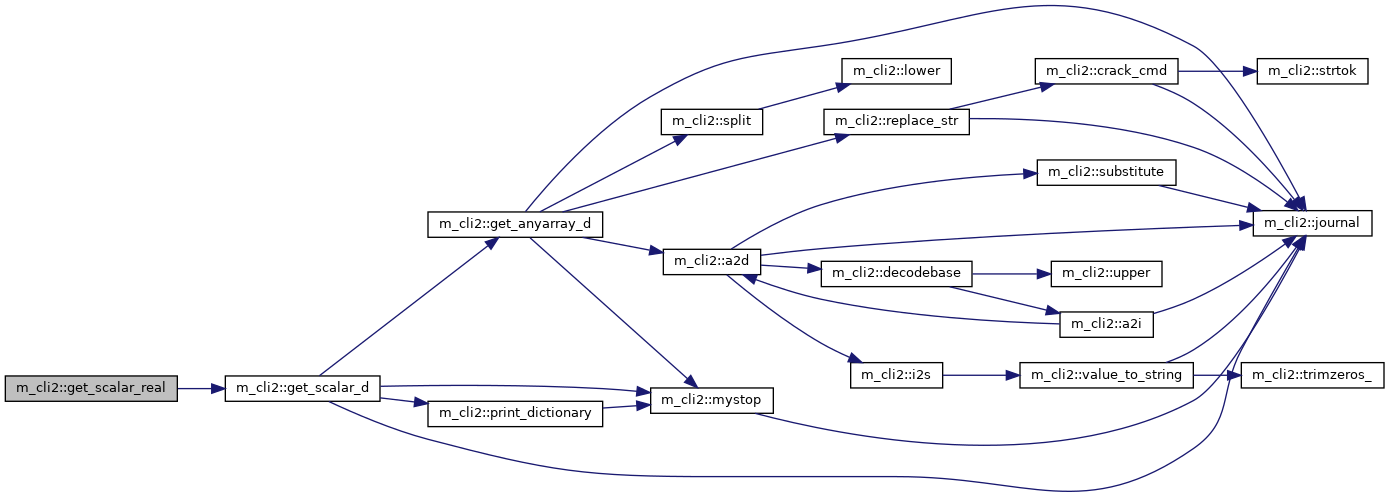 m_cli2::get_scalar_real
m_cli2::get_scalar_d
m_cli2::get_anyarray_d
m_cli2::print_dictionary
m_cli2::split
m_cli2::a2d
m_cli2::mystop
m_cli2::lower
m_cli2::replace_str
m_cli2::decodebase
m_cli2::i2s
m_cli2::crack_cmd
m_cli2::substitute
m_cli2::upper
m_cli2::a2i
m_cli2::value_to_string
m_cli2::strtok
m_cli2::journal
m_cli2::trimzeros_